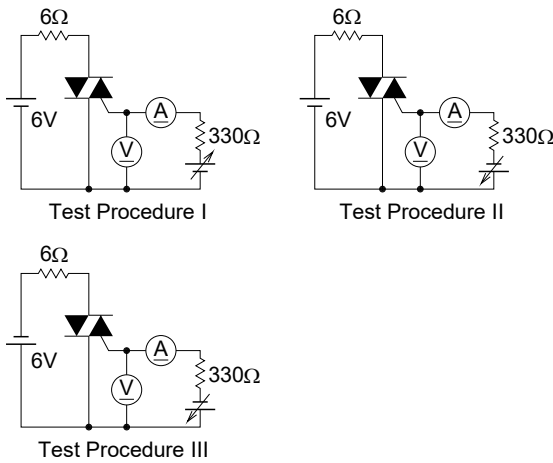 6Ω
6V
A
V
330Ω
Test Procedure I
6Ω
6V
A
V
330Ω
Test Procedure II
6Ω
6V
A
V
330Ω
Test Procedure III